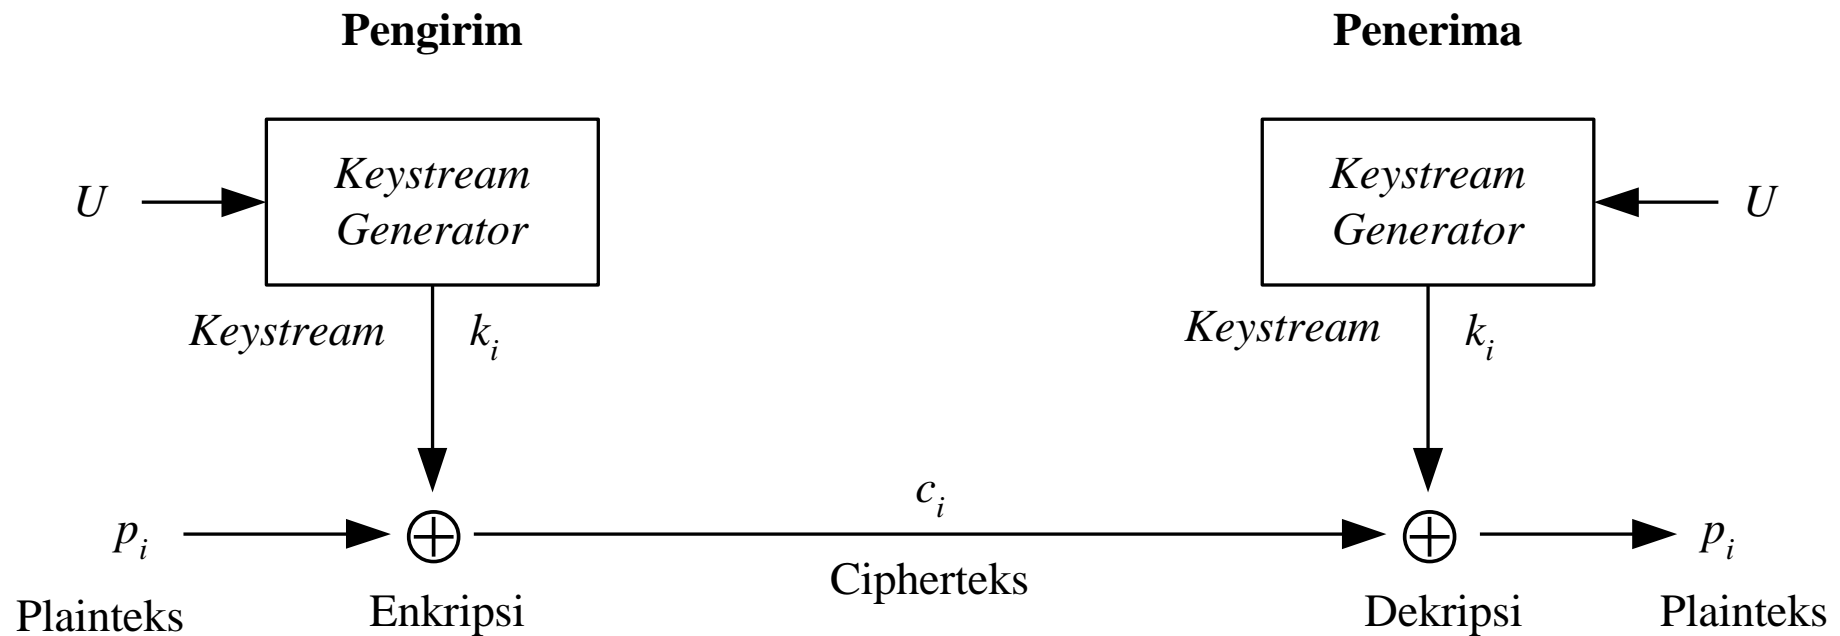 Pengirim
Penerima
Keystream
Generator
U
Keystream
Generator
U
Keystream
k_i
Keystream
k_i
c_i
p_i
⊕
⊕
p_i
Cipherteks
Plainteks
Enkripsi
Dekripsi
Plainteks